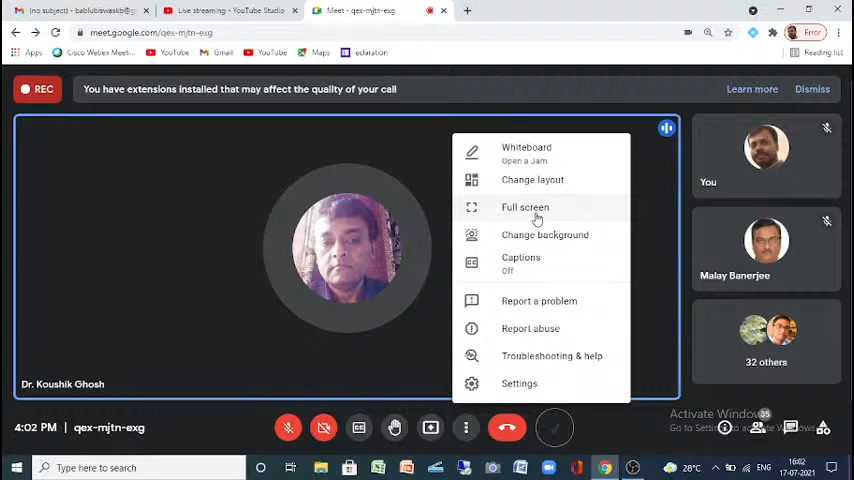 (no subject) - bablubiswaskb@g
Live streaming - YouTube Studio
Meet - qex-mjtn-exg
meet.google.com/qex-mjtn-exg
Error
Apps
Cisco Webex Meet...
YouTube
Gmail
YouTube
Maps
eclaration
Reading list
REC
You have extensions installed that may affect the quality of your call
Learn more
Dismiss
Whiteboard
Open a Jam
Change layout
Full screen
Change background
Captions
Off
Report a problem
Report abuse
Troubleshooting & help
Settings
You
Malay Banerjee
32 others
Dr. Koushik Ghosh
4:02 PM | qex-mjtn-exg
35
Activate Windows
Go to Settings to activate Windows.
Type here to search
28°C
ENG
16:02
17-07-2021